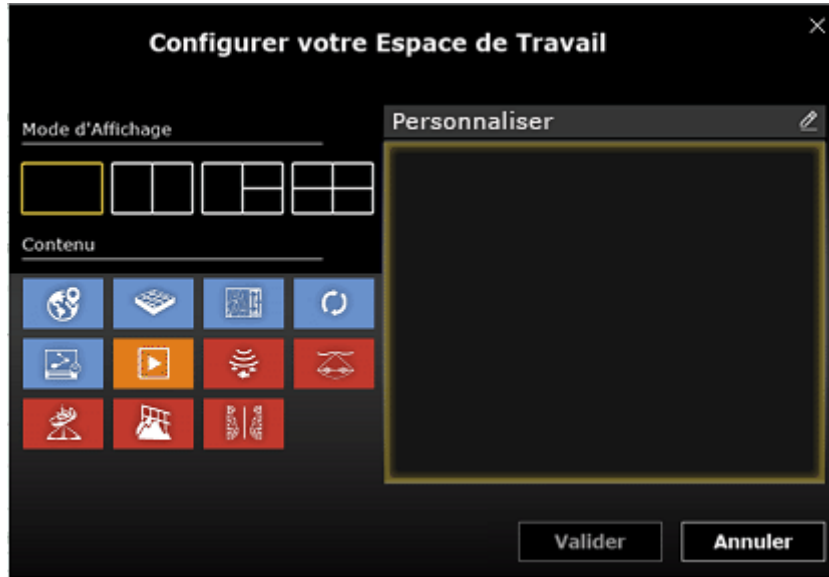 Configurer votre Espace de Travail
Mode d'Affichage
Personnaliser
Contenu
Valider
Annuler